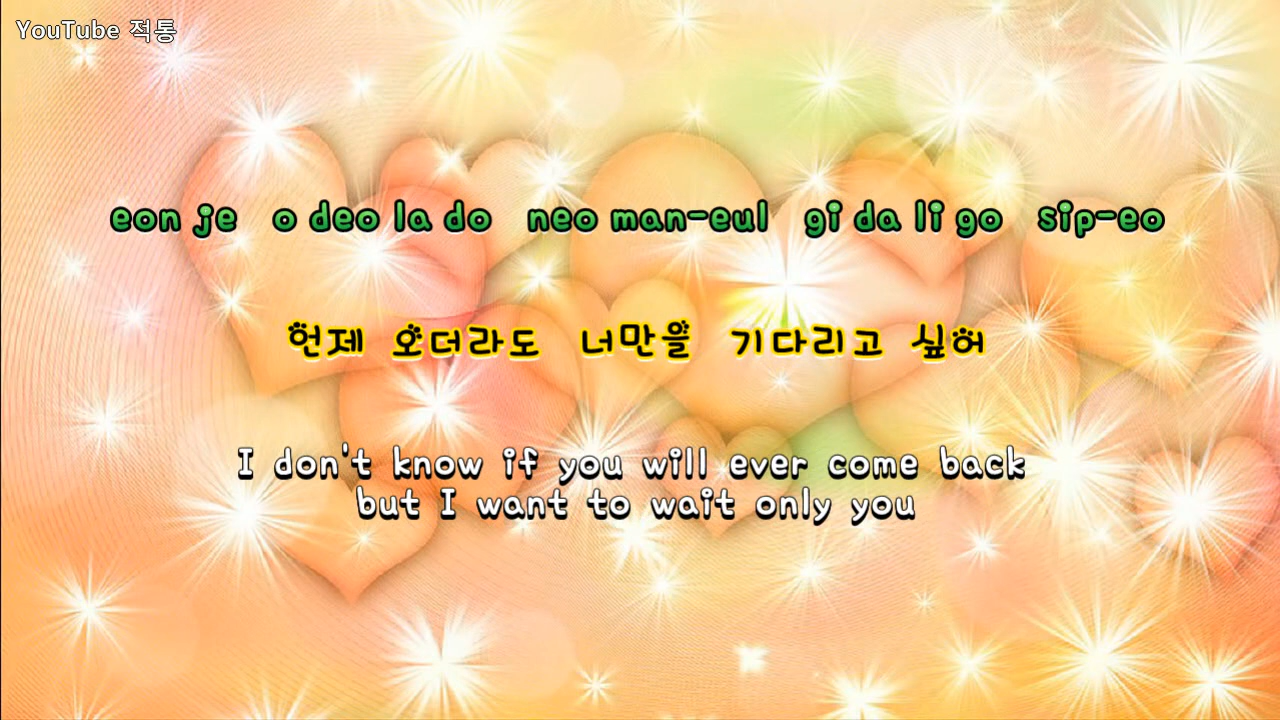 YouTube 적통
eon je o deo la do neo man-eul gi da li go sip-eo
언제 오더라도 너만을 기다리고 싶어
I don't know if you will ever come back
but I want to wait only you